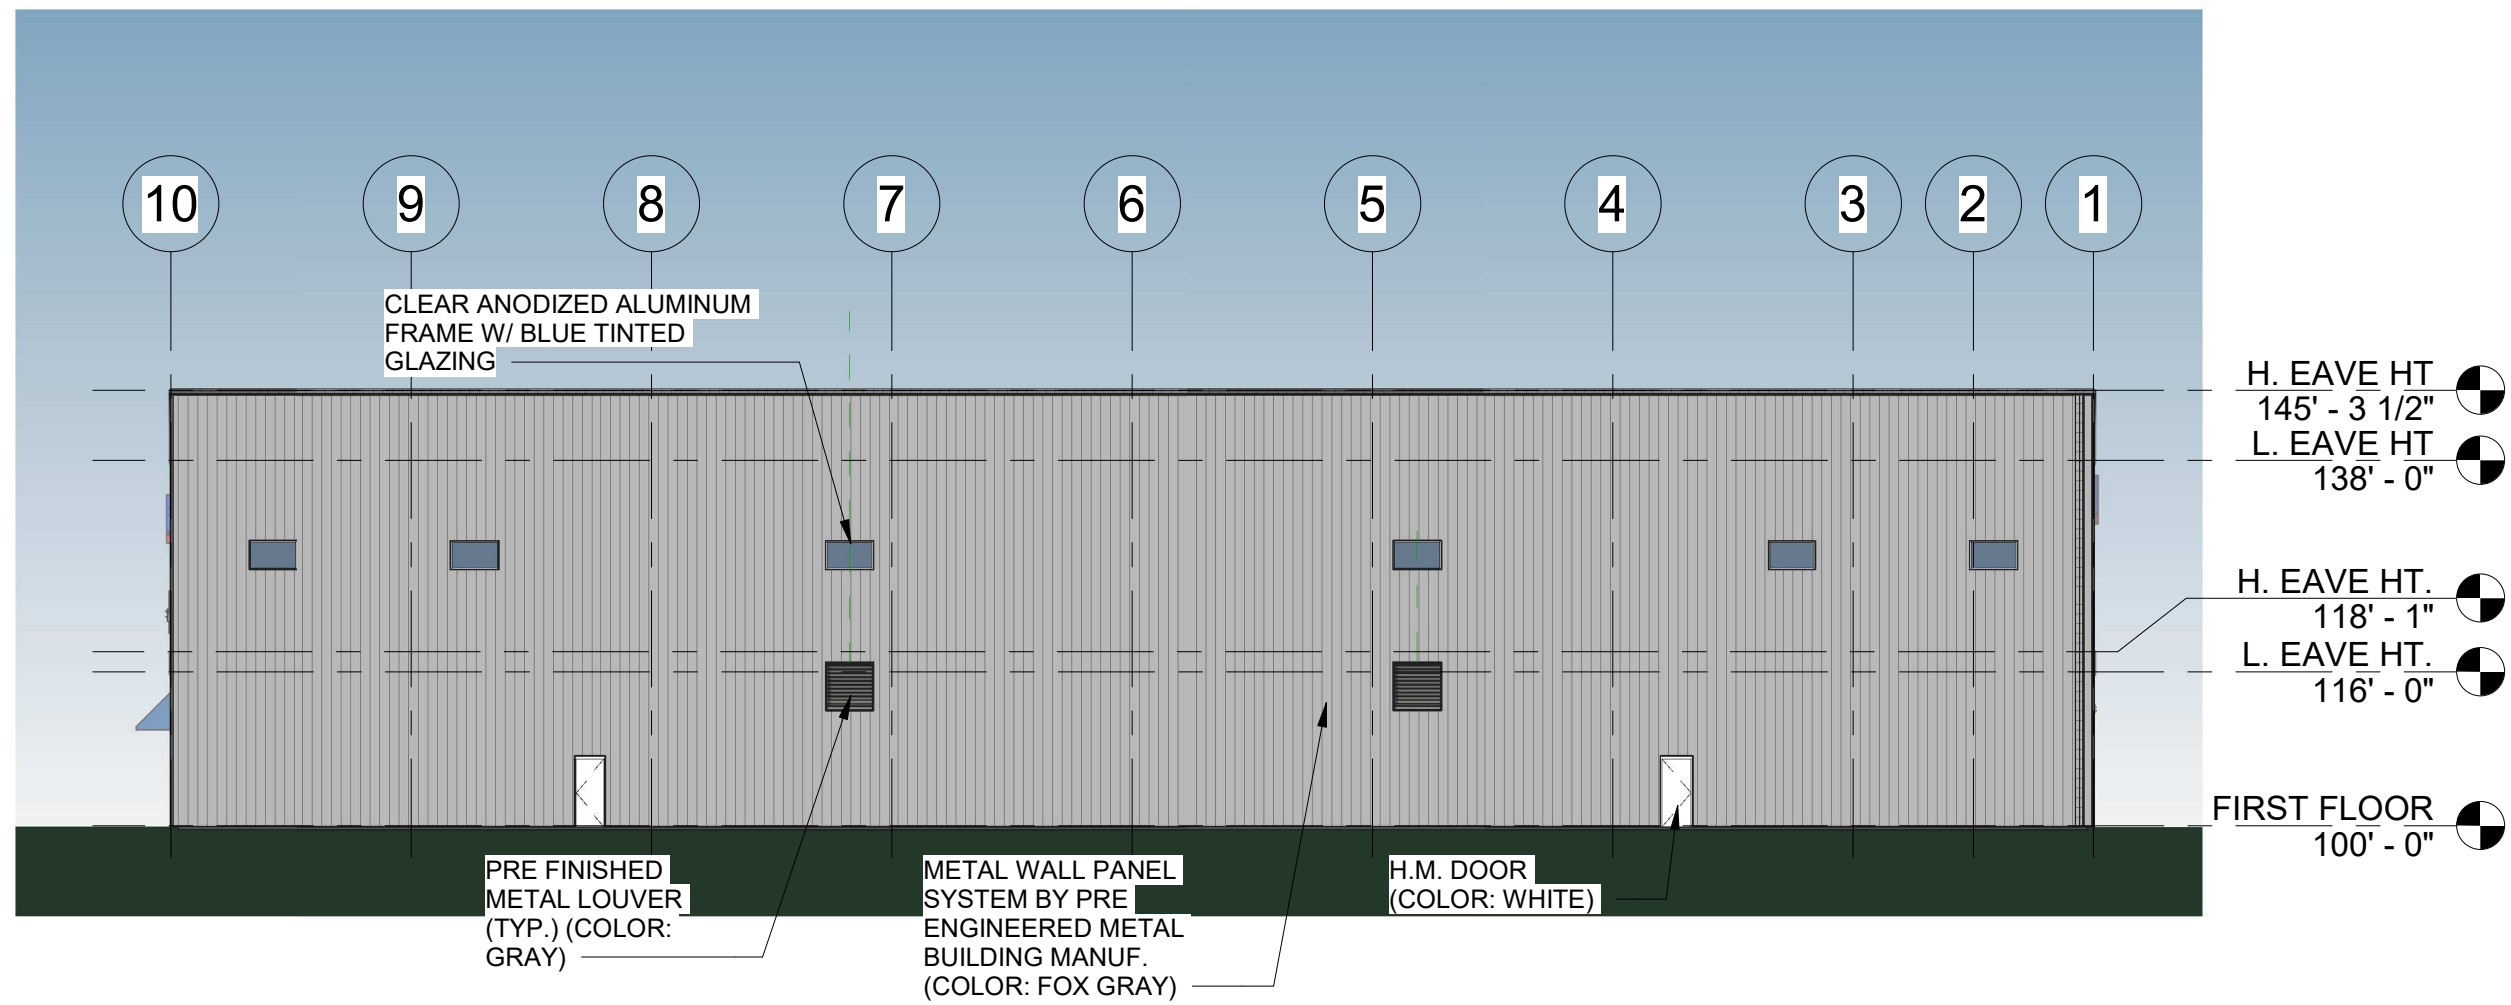 10 9 8 7 6 5 4 3 2 1
CLEAR ANODIZED ALUMINUM
FRAME W/ BLUE TINTED
GLAZING
H. EAVE HT
145' - 3 1/2"
L. EAVE HT
138' - 0"
H. EAVE HT.
118' - 1"
L. EAVE HT.
116' - 0"
FIRST FLOOR
100' - 0"
PRE FINISHED
METAL LOUVER
(TYP.) (COLOR:
GRAY)
METAL WALL PANEL
SYSTEM BY PRE
ENGINEERED METAL
BUILDING MANUF.
(COLOR: FOX GRAY)
H.M. DOOR
(COLOR: WHITE)